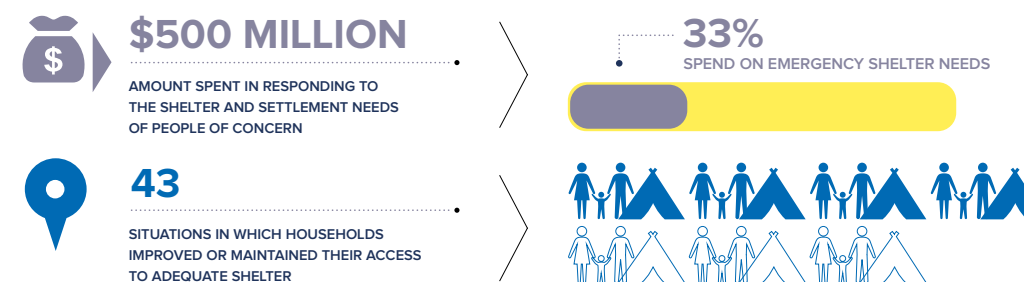 $
$500 MILLION
AMOUNT SPENT IN RESPONDING TO
THE SHELTER AND SETTLEMENT NEEDS
OF PEOPLE OF CONCERN
33%
SPEND ON EMERGENCY SHELTER NEEDS
43
SITUATIONS IN WHICH HOUSEHOLDS
IMPROVED OR MAINTAINED THEIR ACCESS
TO ADEQUATE SHELTER